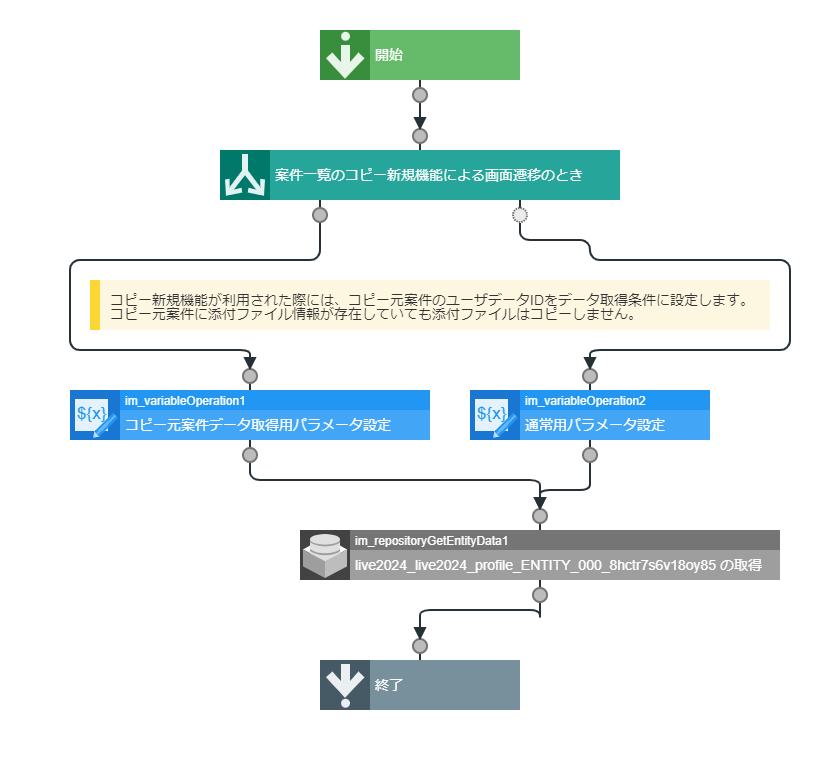 開始
案件一覧のコピー新規機能による画面遷移のとき
コピー新規機能が利用された際には、コピー元案件のユーザデータIDをデータ取得条件に設定します。
コピー元案件に添付ファイル情報が存在していても添付ファイルはコピーしません。
${x}
im_variableOperation1
コピー元案件データ取得用パラメータ設定
${x}
im_variableOperation2
通常用パラメータ設定
im_repositoryGetEntityData1
live2024_live2024_profile_ENTITY_000_8hctr7s6v18oy85 の取得
終了